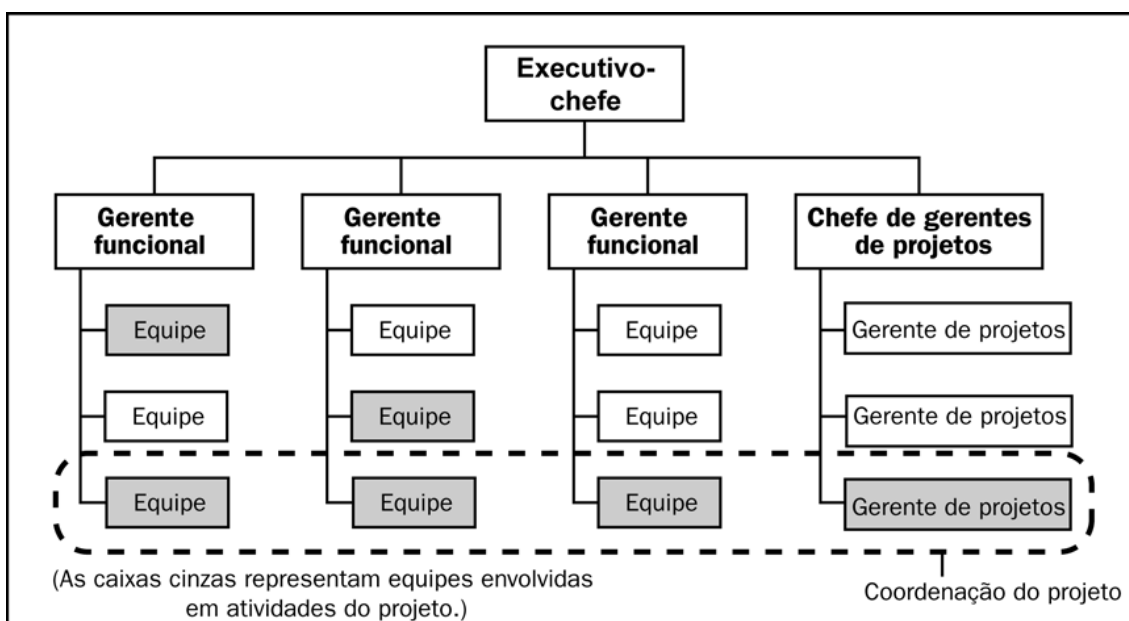 Executivo-
chefe
Gerente
funcional
Gerente
funcional
Gerente
funcional
Chefe de gerentes
de projetos
Equipe
Equipe
Equipe
Gerente de projetos
Equipe
Equipe
Equipe
Gerente de projetos
Equipe
Equipe
Equipe
Gerente de projetos
(As caixas cinzas representam equipes envolvidas
em atividades do projeto.)
Coordenação do projeto